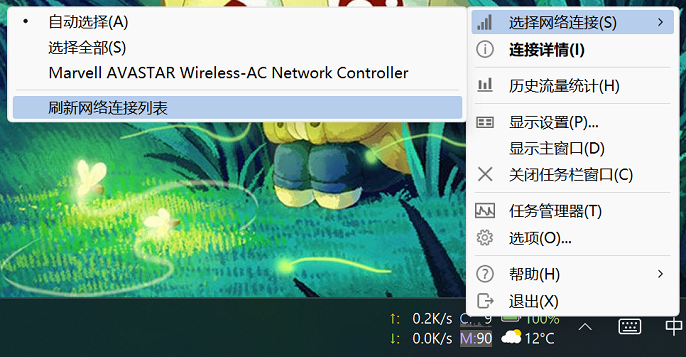 自动选择(A)
选择全部(S)
Marvell AVASTAR Wireless-AC Network Controller
刷新网络连接列表
选择网络连接(S)
连接详情(I)
历史流量统计(H)
显示设置(P)...
显示主窗口(D)
关闭任务栏窗口(C)
任务管理器(T)
选项(O)...
帮助(H)
退出(X)
↑: 0.2K/s
↓: 0.0K/s M:90
100%
12°C
中